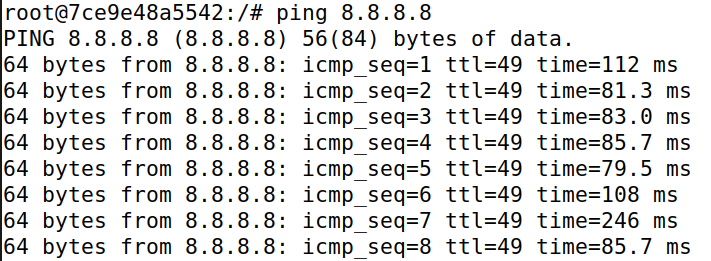 root@7ce9e48a5542:/# ping 8.8.8.8
PING 8.8.8.8 (8.8.8.8) 56(84) bytes of data.
64 bytes from 8.8.8.8: icmp_seq=1 ttl=49 time=112 ms
64 bytes from 8.8.8.8: icmp_seq=2 ttl=49 time=81.3 ms
64 bytes from 8.8.8.8: icmp_seq=3 ttl=49 time=83.0 ms
64 bytes from 8.8.8.8: icmp_seq=4 ttl=49 time=85.7 ms
64 bytes from 8.8.8.8: icmp_seq=5 ttl=49 time=79.5 ms
64 bytes from 8.8.8.8: icmp_seq=6 ttl=49 time=108 ms
64 bytes from 8.8.8.8: icmp_seq=7 ttl=49 time=246 ms
64 bytes from 8.8.8.8: icmp_seq=8 ttl=49 time=85.7 ms